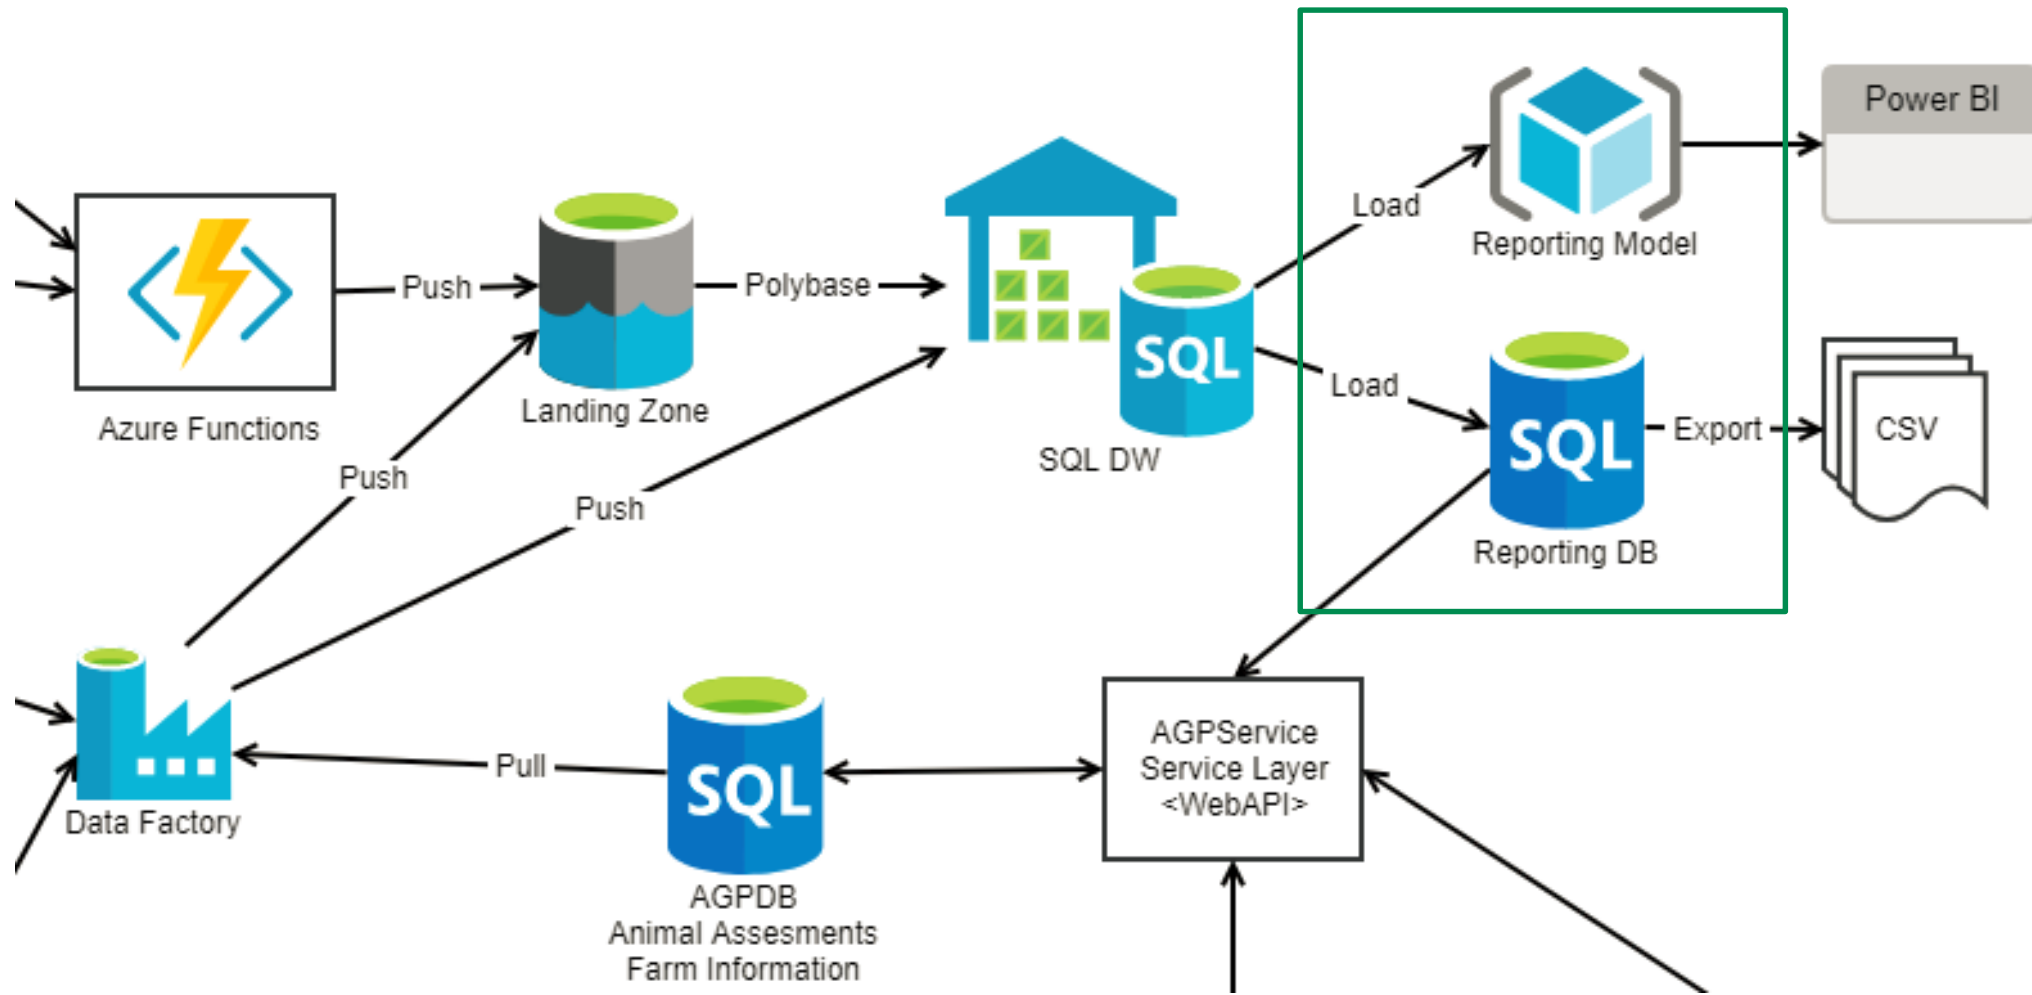 Power BI
Load
Reporting Model
Push
Polybase
SQL
Landing Zone
Azure Functions
SQL DW
Load
SQL
Export
CSV
Push
Push
Reporting DB
AGPService
Service Layer
<WebAPI>
Pull
SQL
Data Factory
AGPDB
Animal Assesments
Farm Information